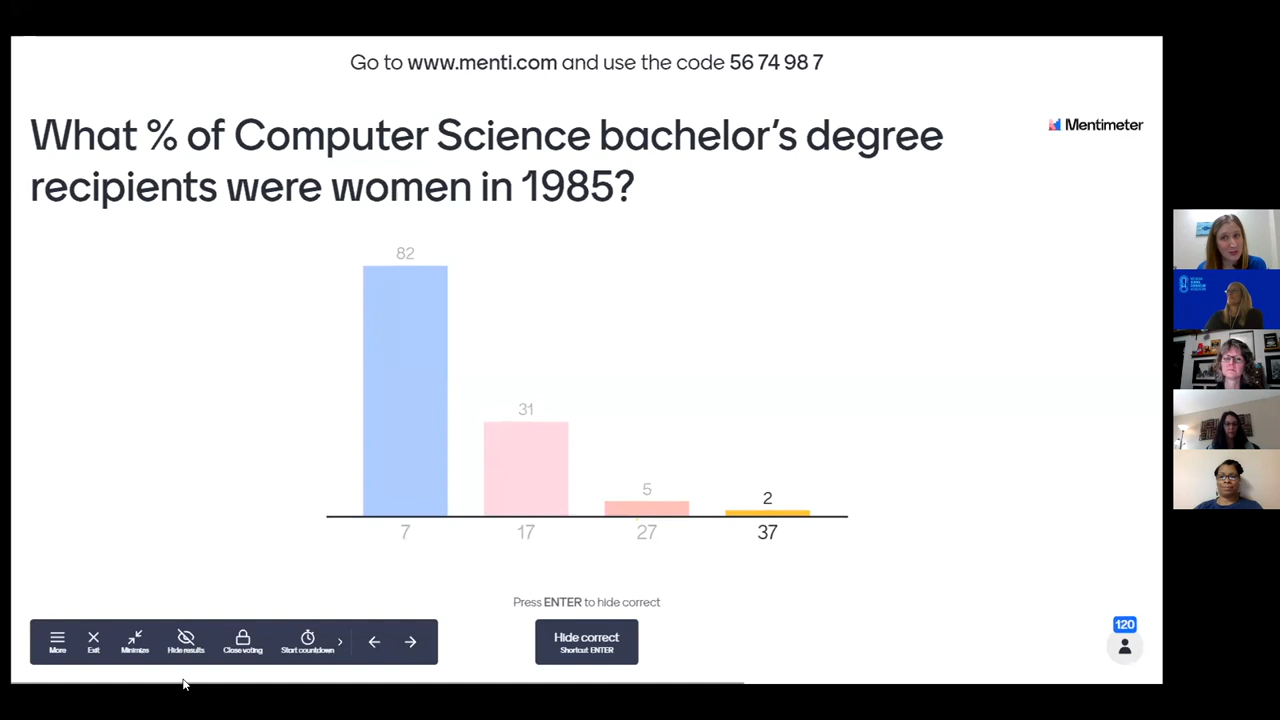 Go to www.menti.com and use the code 56 74 98 7
What % of Computer Science bachelor's degree
recipients were women in 1985?
Mentimeter
82
31
5
2
7
17
27
37
Press ENTER to hide correct
More
Exit
Minimize
Hide results
Close voting
Start countdown
Hide correct
Shortcut: ENTER
120